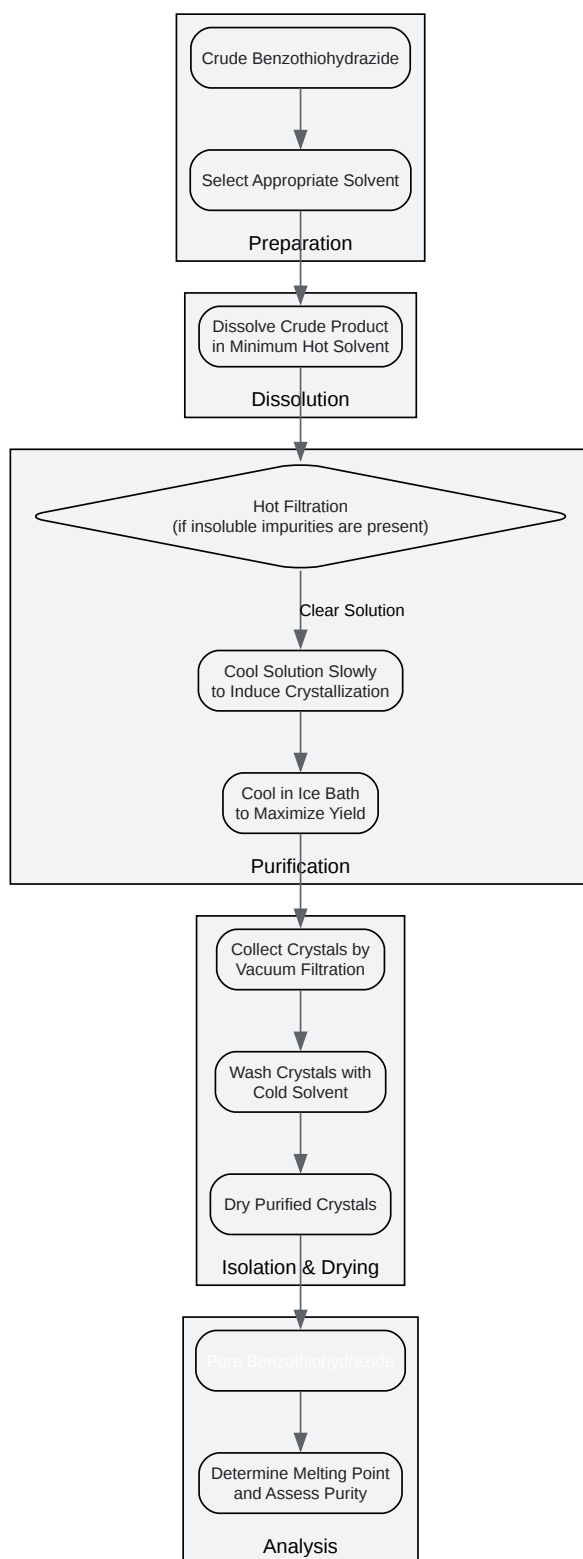 Crude Benzothiohydrazide
Select Appropriate Solvent
Preparation
Dissolve Crude Product
in Minimum Hot Solvent
Dissolution
Hot Filtration
(if insoluble impurities are present)
Clear Solution
Cool Solution Slowly
to Induce Crystallization
Cool in Ice Bath
to Maximize Yield
Purification
Collect Crystals by
Vacuum Filtration
Wash Crystals with
Cold Solvent
Dry Purified Crystals
Isolation & Drying
Pure Benzothiohydrazide
Determine Melting Point
and Assess Purity
Analysis